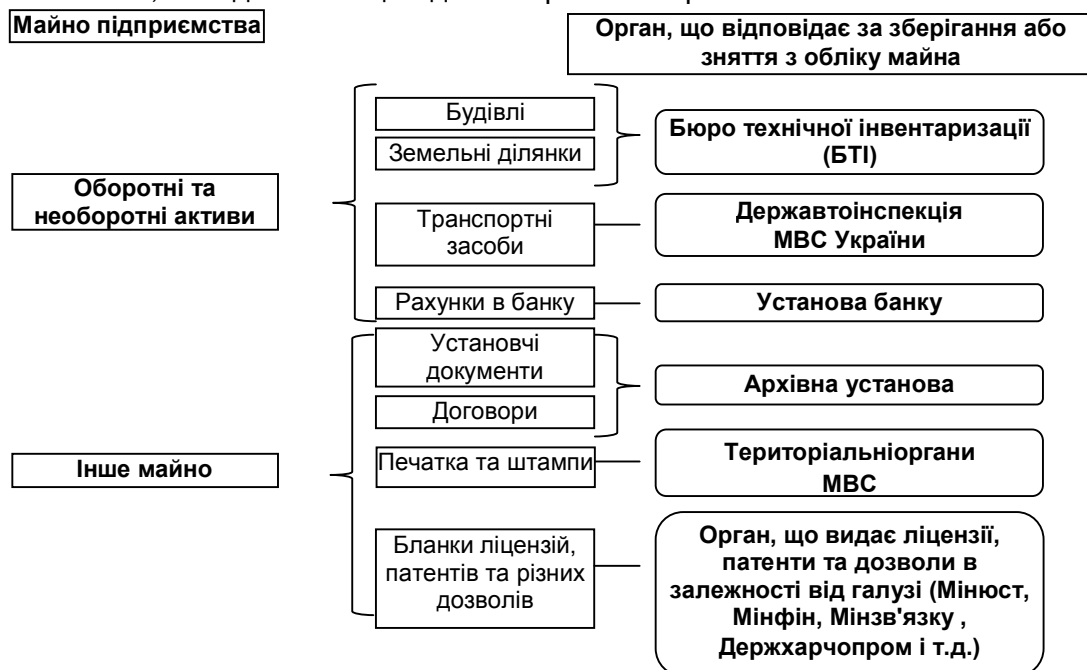 Майно підприємства
Орган, що відповідає за зберігання або
зняття з обліку майна
Будівлі
Земельні ділянки
Бюро технічної інвентаризації
(БТІ)
Оборотні та
необоротні активи
Транспортні
засоби
Державтоінспекція
МВС України
Рахунки в банку
Установа банку
Установчі
документи
Договори
Архівна установа
Інше майно
Печатка та штампи
Територіальніоргани
МВС
Бланки ліцензій,
патентів та різних
дозволів
Орган, що видає ліцензії,
патенти та дозволи в
залежності від галузі (Мінюст,
Мінфін, Мінзв'язку ,
Держхарчопром і т.д.)